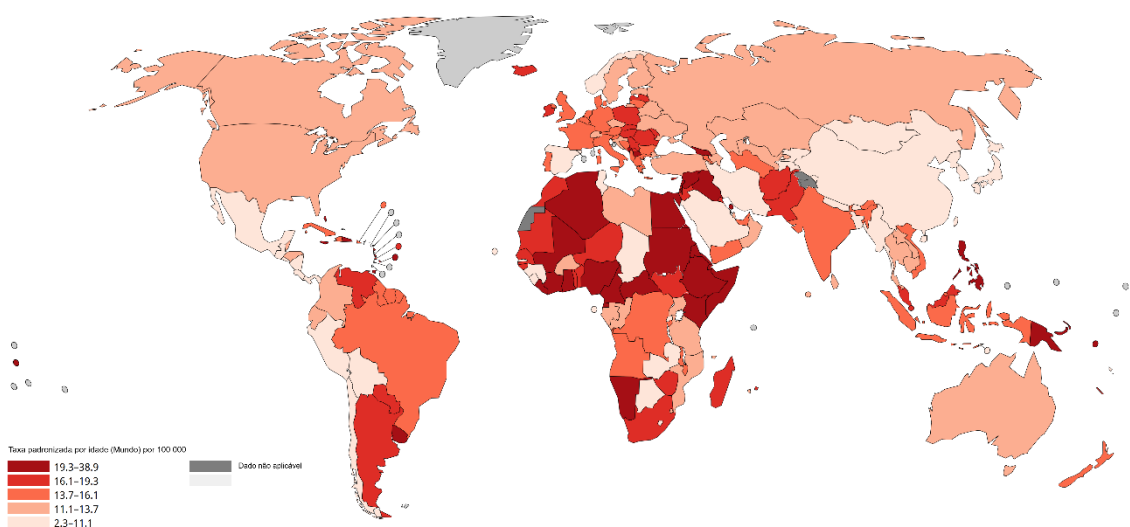 Taxa padronizada por idade (Mundo) por 100 000
19.3–38.9
Dado não aplicável
16.1–19.3
13.7–16.1
11.1–13.7
2.3–11.1